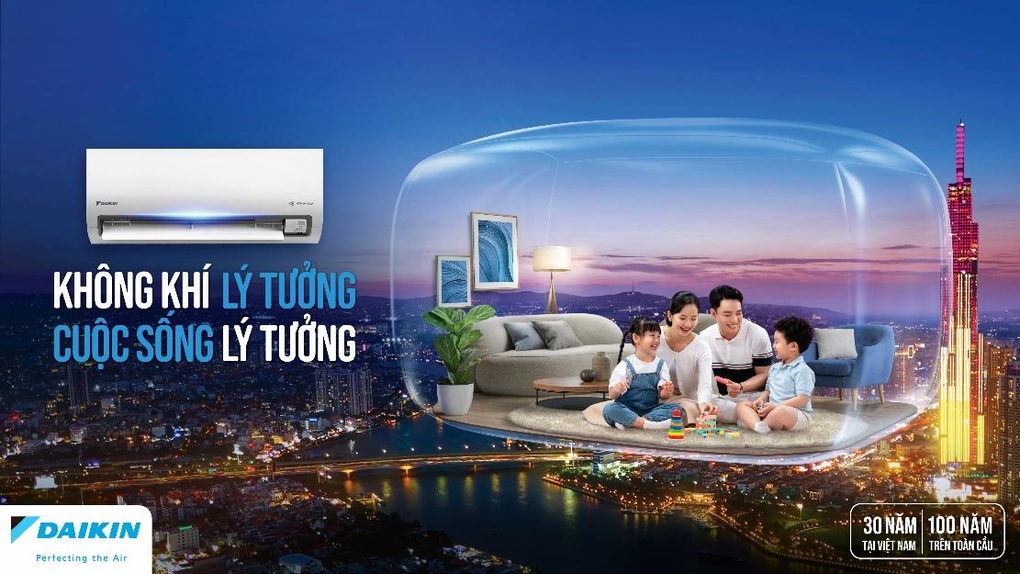 DAIKIN
KHÔNG KHÍ LÝ TƯỞNG
CUỘC SỐNG LÝ TƯỞNG
DAIKIN
Perfecting the Air
30 NĂM
TẠI VIỆT NAM
100 NĂM
TRÊN TOÀN CẦU